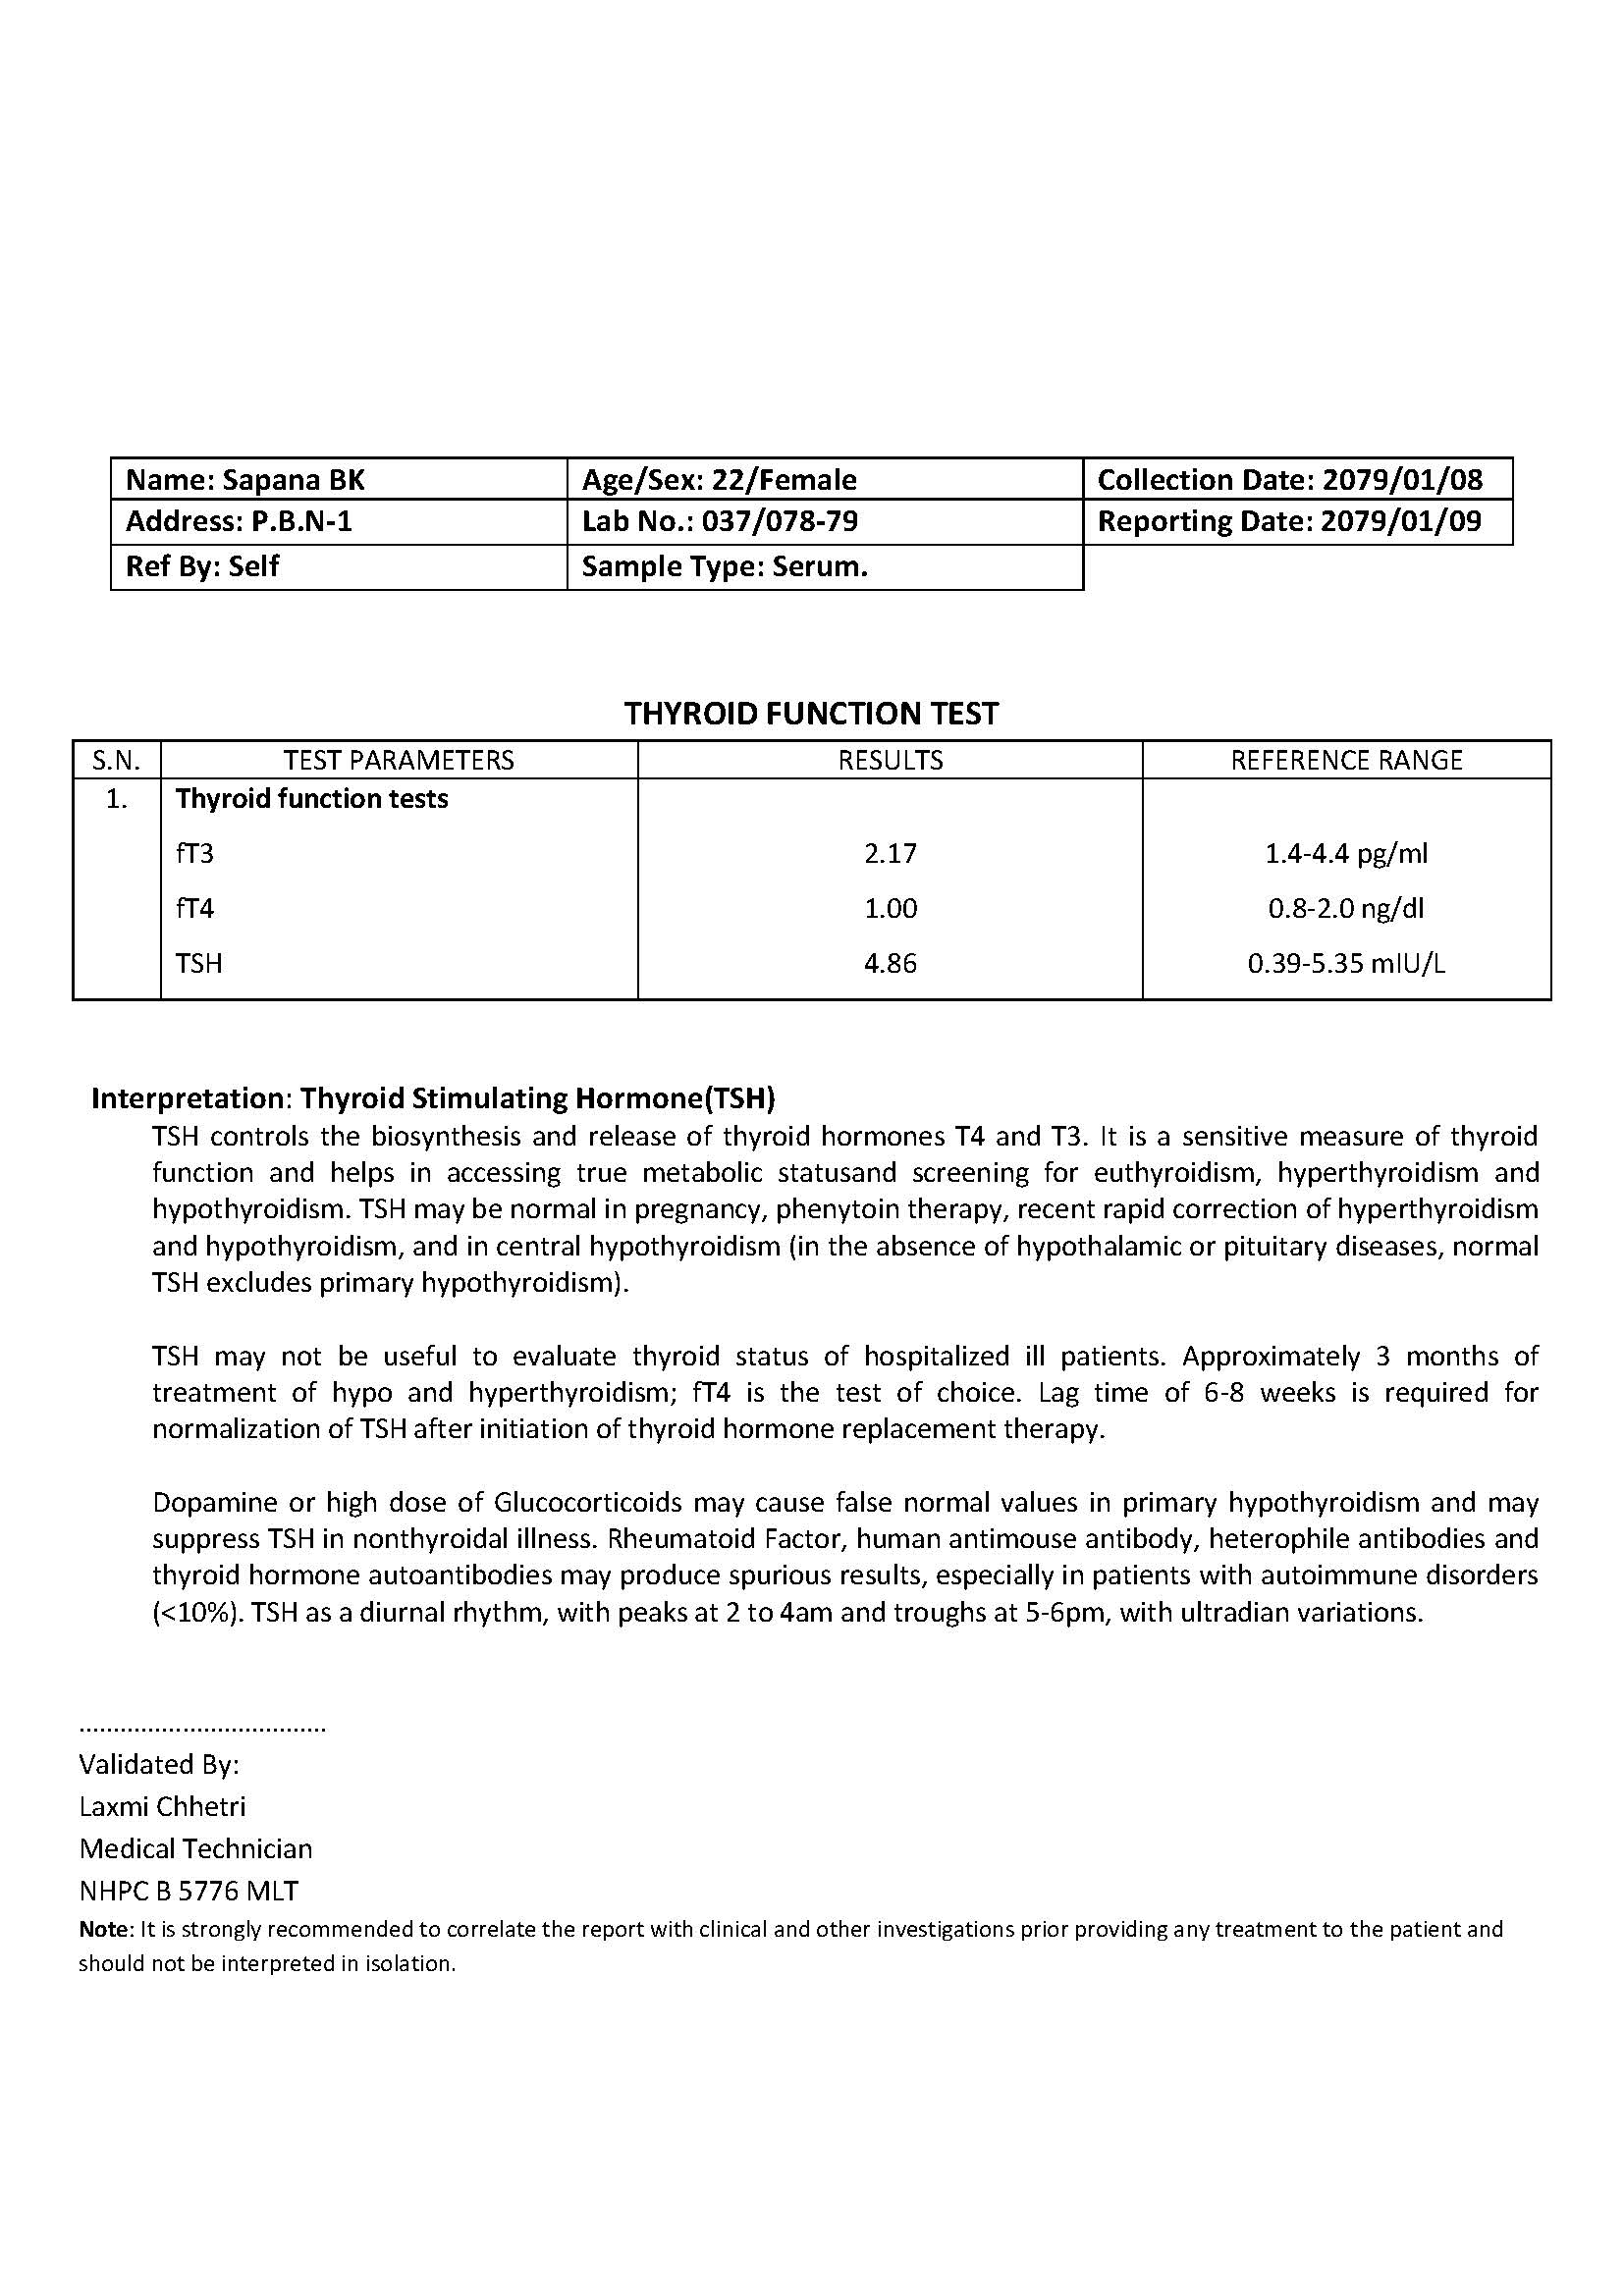 Name: Sapana BK Age/Sex: 22/Female Collection Date: 2079/01/08
Address: P.B.N-1 Lab No.: 037/078-79 Reporting Date: 2079/01/09
Ref By: Self Sample Type: Serum.
THYROID FUNCTION TEST
S.N. TEST PARAMETERS RESULTS REFERENCE RANGE
1. Thyroid function tests
fT3 2.17 1.4-4.4 pg/ml
fT4 1.00 0.8-2.0 ng/dl
TSH 4.86 0.39-5.35 mIU/L
Interpretation: Thyroid Stimulating Hormone(TSH)
TSH controls the biosynthesis and release of thyroid hormones T4 and T3. It is a sensitive measure of thyroid
function and helps in accessing true metabolic statusand screening for euthyroidism, hyperthyroidism and
hypothyroidism. TSH may be normal in pregnancy, phenytoin therapy, recent rapid correction of hyperthyroidism
and hypothyroidism, and in central hypothyroidism (in the absence of hypothalamic or pituitary diseases, normal
TSH excludes primary hypothyroidism).
TSH may not be useful to evaluate thyroid status of hospitalized ill patients. Approximately 3 months of
treatment of hypo and hyperthyroidism; fT4 is the test of choice. Lag time of 6-8 weeks is required for
normalization of TSH after initiation of thyroid hormone replacement therapy.
Dopamine or high dose of Glucocorticoids may cause false normal values in primary hypothyroidism and may
suppress TSH in nonthyroidal illness. Rheumatoid Factor, human antimouse antibody, heterophile antibodies and
thyroid hormone autoantibodies may produce spurious results, especially in patients with autoimmune disorders
(<10%). TSH as a diurnal rhythm, with peaks at 2 to 4am and troughs at 5-6pm, with ultradian variations.
....................................
Validated By:
Laxmi Chhetri
Medical Technician
NHPC B 5776 MLT
Note: It is strongly recommended to correlate the report with clinical and other investigations prior providing any treatment to the patient and
should not be interpreted in isolation.